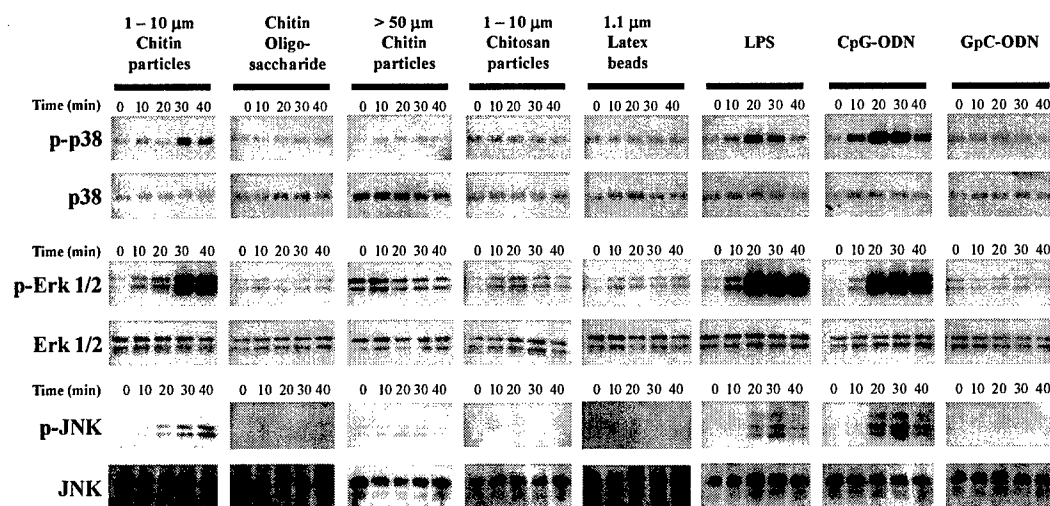 1 – 10 µm Chitin Oligo- > 50 µm 1 – 10 µm 1.1 µm
Chitin Oligo- Chitin Chitosan Latex LPS CpG-ODN GpC-ODN
particles saccharide particles particles beads
Time (min) 0 10 20 30 40 0 10 20 30 40 0 10 20 30 40 0 10 20 30 40 0 10 20 30 40 0 10 20 30 40 0 10 20 30 40 0 10 20 30 40
p-p38
p38
Time (min) 0 10 20 30 40 0 10 20 30 40 0 10 20 30 40 0 10 20 30 40 0 10 20 30 40 0 10 20 30 40 0 10 20 30 40 0 10 20 30 40
p-Erk 1/2
Erk 1/2
Time (min) 0 10 20 30 40 0 10 20 30 40 0 10 20 30 40 0 10 20 30 40 0 10 20 30 40 0 10 20 30 40 0 10 20 30 40 0 10 20 30 40
p-JNK
JNK